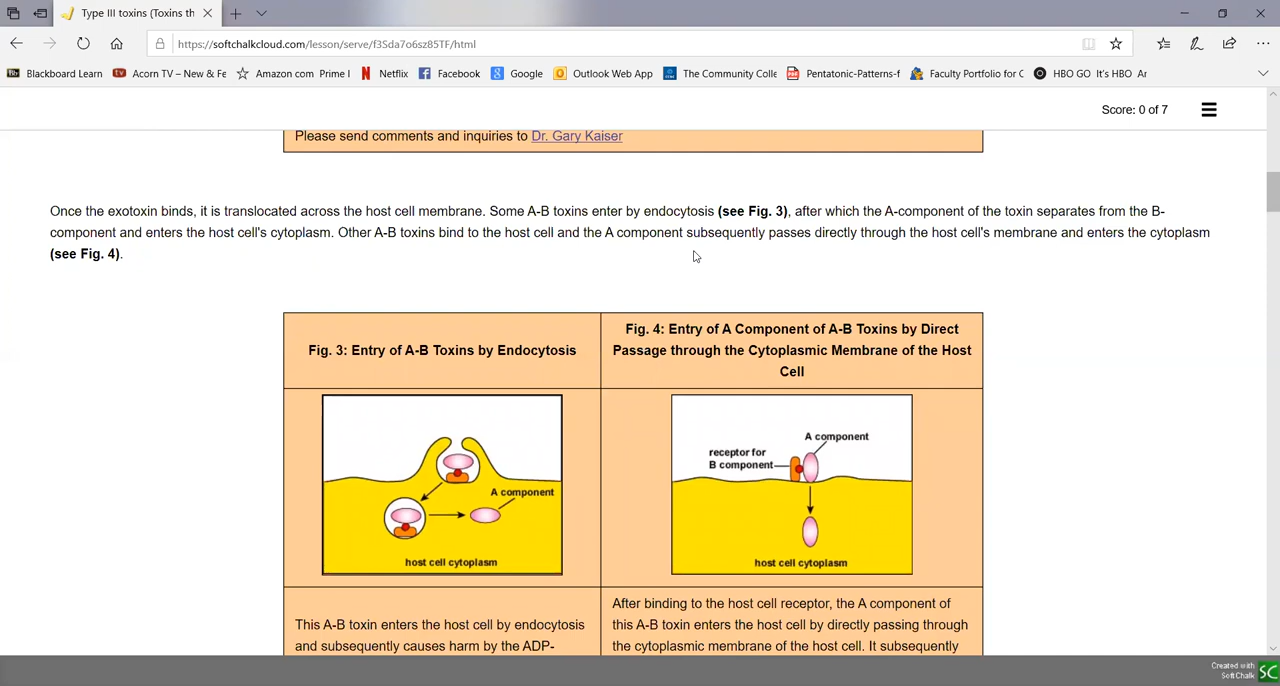 Type III toxins (Toxins th
https://softchalkcloud.com/lesson/serve/f3Sda7o6sz85TF/html
Blackboard Learn
Acorn TV – New & Fe
Amazon com Prime I
Netflix
Facebook
Google
Outlook Web App
The Community Colle
Pentatonic-Patterns-f
Faculty Portfolio for C
HBO GO It's HBO Ar
Score: 0 of 7
Please send comments and inquiries to Dr. Gary Kaiser
Once the exotoxin binds, it is translocated across the host cell membrane. Some A-B toxins enter by endocytosis (see Fig. 3), after which the A-component of the toxin separates from the B-
component and enters the host cell's cytoplasm. Other A-B toxins bind to the host cell and the A component subsequently passes directly through the host cell's membrane and enters the cytoplasm
(see Fig. 4).
Fig. 3: Entry of A-B Toxins by Endocytosis
Fig. 4: Entry of A Component of A-B Toxins by Direct
Passage through the Cytoplasmic Membrane of the Host
Cell
A component
host cell cytoplasm
A component
receptor for
B component
host cell cytoplasm
This A-B toxin enters the host cell by endocytosis
and subsequently causes harm by the ADP-
After binding to the host cell receptor, the A component of
this A-B toxin enters the host cell by directly passing through
the cytoplasmic membrane of the host cell. It subsequently
Created with
SoftChalk
SC